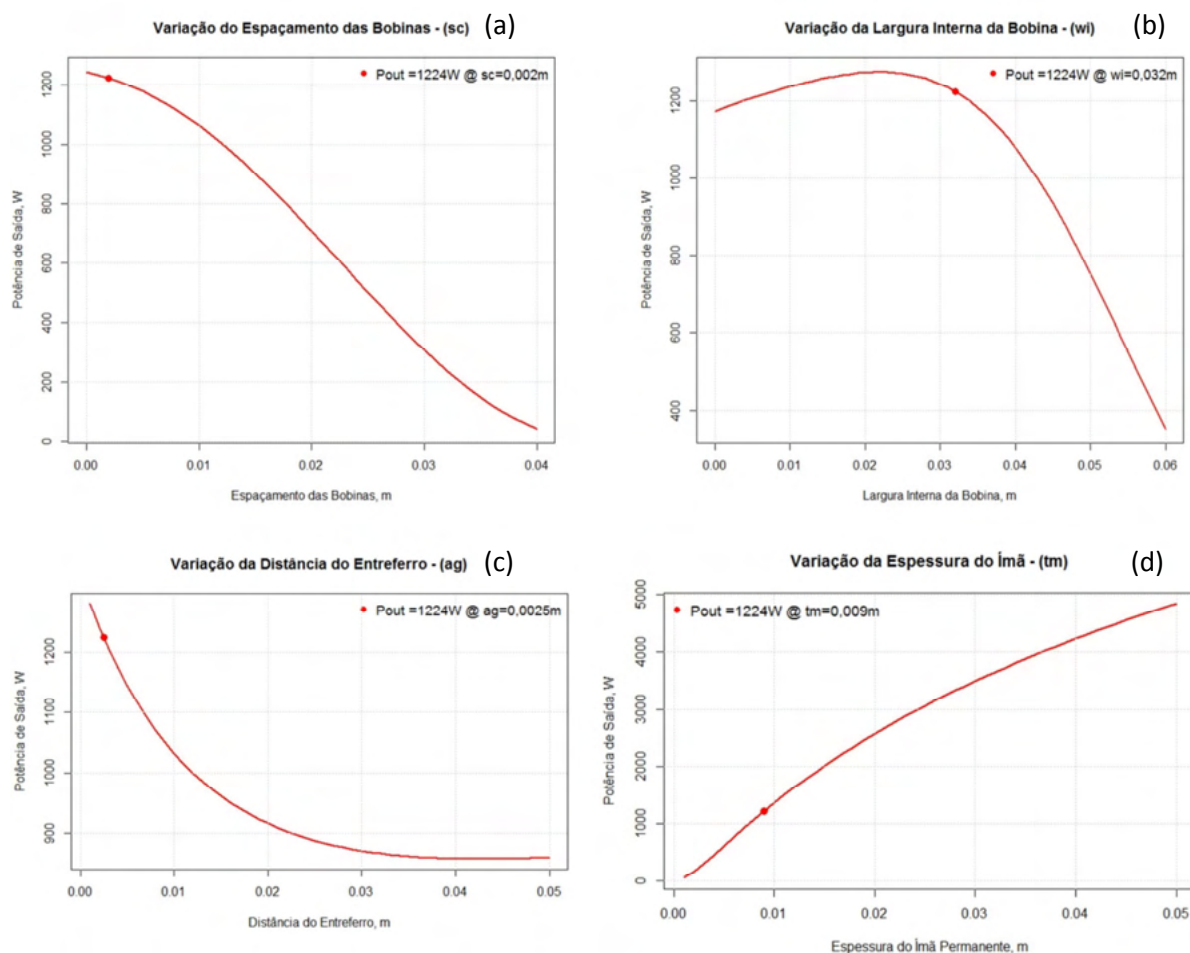 Variação do Espaçamento das Bobinas - (sc) (a)
Pout =1224W @ sc=0,002m
1200
1000
800
600
400
200
0
Potência de Saída, W
0.00 0.01 0.02 0.03 0.04
Espaçamento das Bobinas, m
Variação da Largura Interna da Bobina - (wi) (b)
Pout =1224W @ wi=0,032m
1200
1000
800
600
400
Potência de Saída, W
0.00 0.01 0.02 0.03 0.04 0.05 0.06
Largura Interna da Bobina, m
Variação da Distância do Entreferro - (ag) (c)
Pout =1224W @ ag=0,0025m
1200
1100
1000
900
Potência de Saída, W
0.00 0.01 0.02 0.03 0.04 0.05
Distância do Entreferro, m
Variação da Espessura do Ímã - (tm) (d)
Pout =1224W @ tm=0,009m
5000
4000
3000
2000
1000
0
Potência de Saída, W
0.00 0.01 0.02 0.03 0.04 0.05
Espessura do Ímã Permanente, m